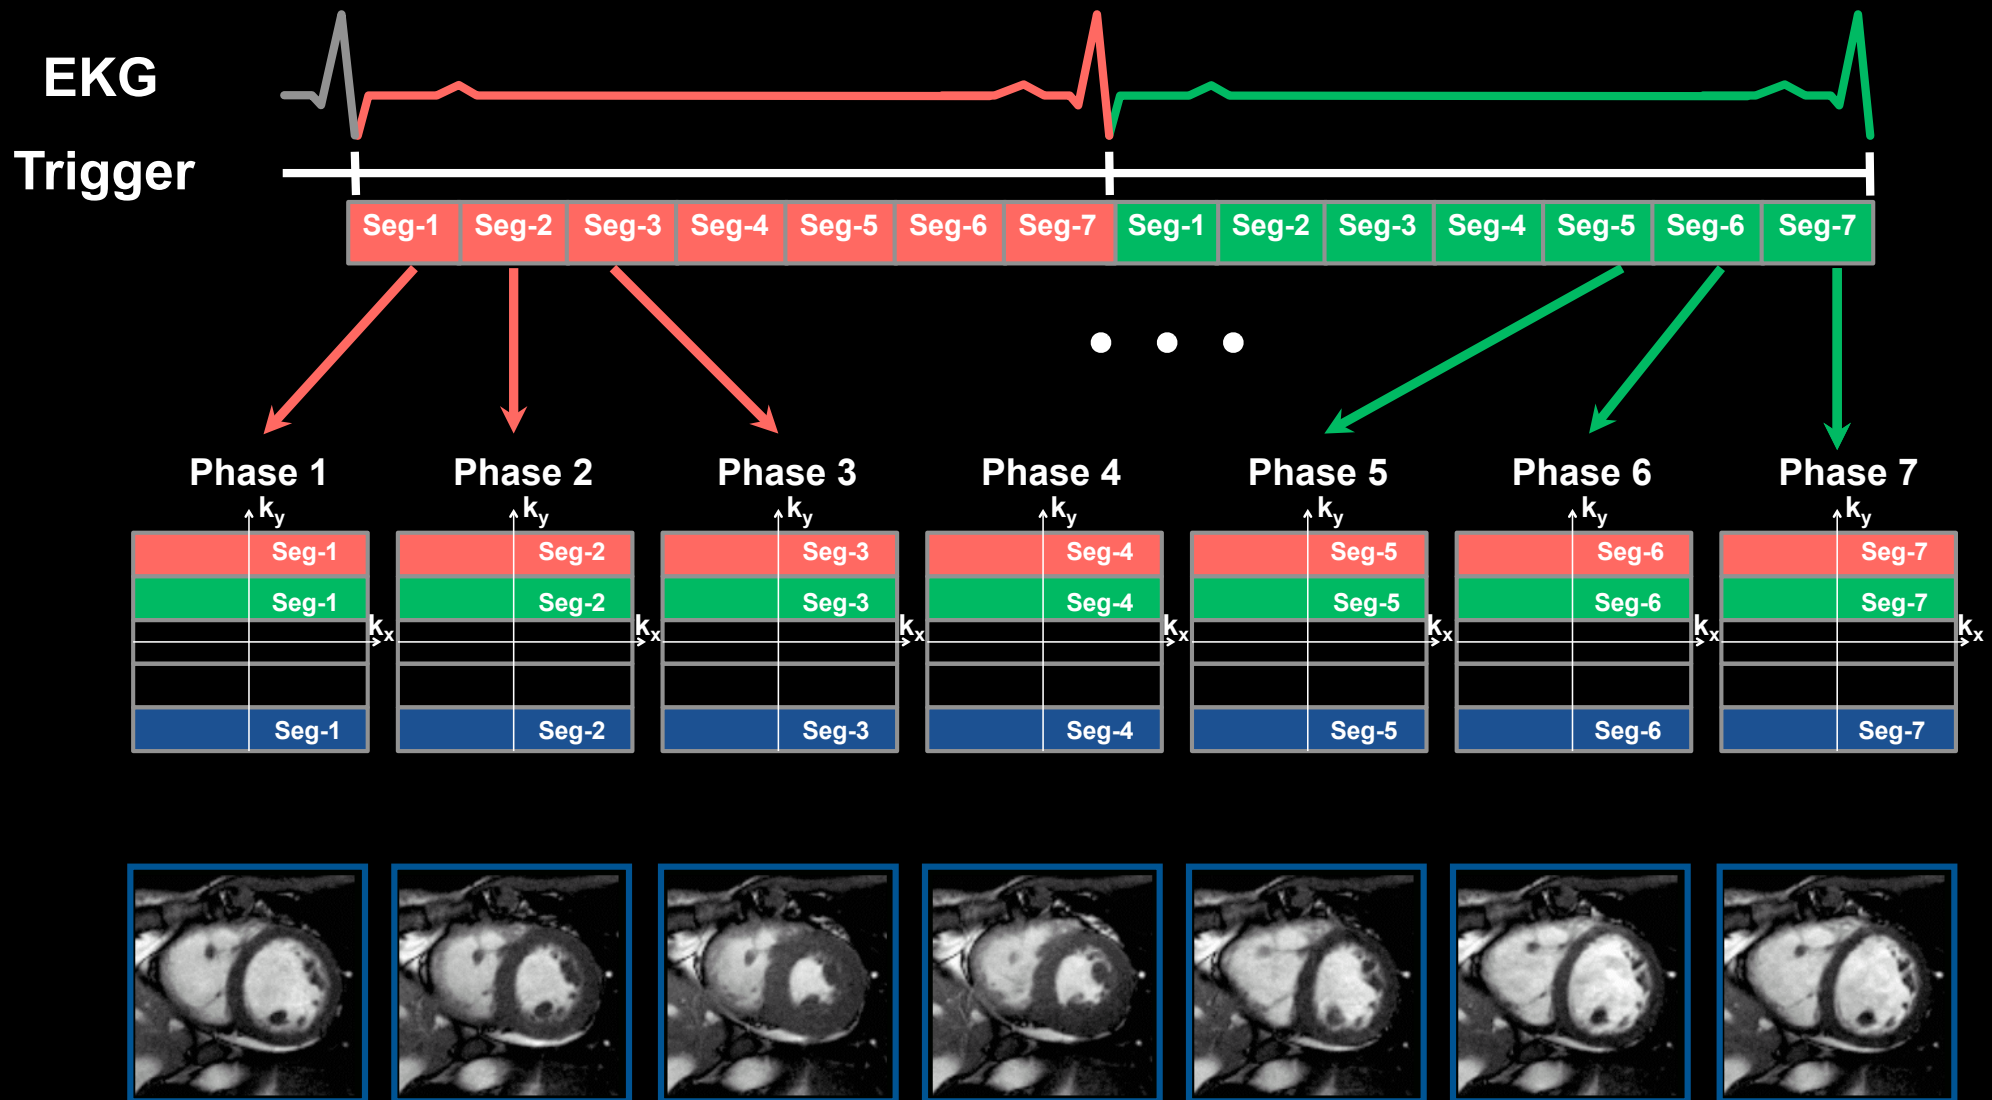 EKG
Trigger
Seg-1 Seg-2 Seg-3 Seg-4 Seg-5 Seg-6 Seg-7 Seg-1 Seg-2 Seg-3 Seg-4 Seg-5 Seg-6 Seg-7
Phase 1 Phase 2 Phase 3 Phase 4 Phase 5 Phase 6 Phase 7
ky ky ky ky ky ky ky
Seg-1 Seg-2 Seg-3 Seg-4 Seg-5 Seg-6 Seg-7
Seg-1 Seg-2 Seg-3 Seg-4 Seg-5 Seg-6 Seg-7
kx kx kx kx kx kx kx
Seg-1 Seg-2 Seg-3 Seg-4 Seg-5 Seg-6 Seg-7